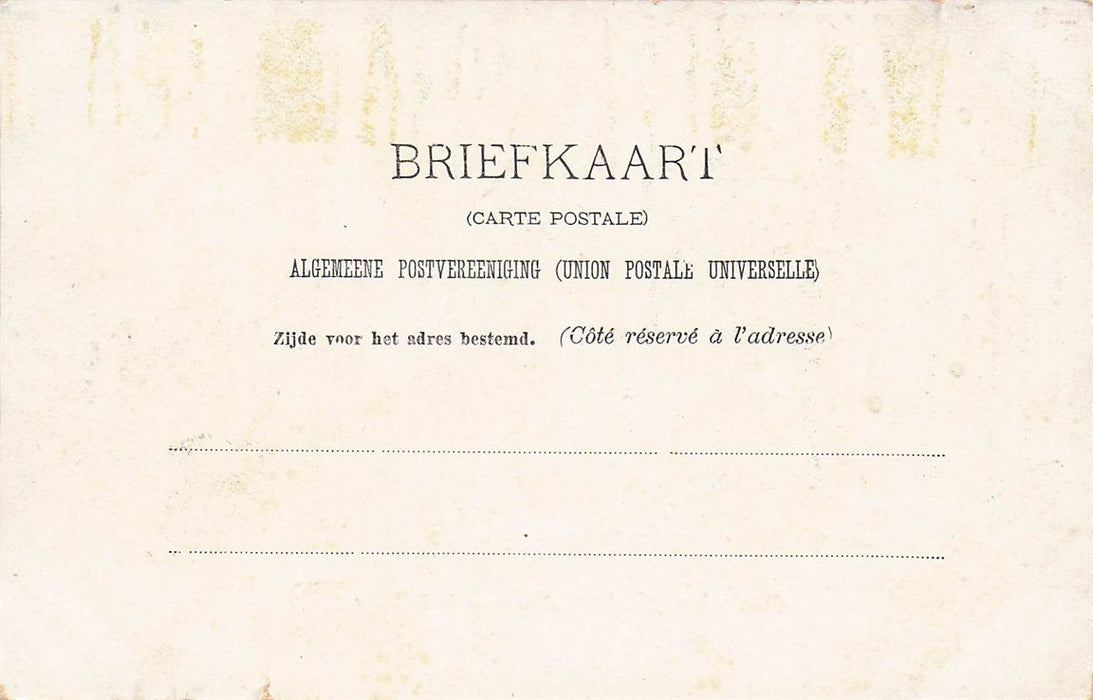 BRIEFKAART
(CARTE POSTALE)
ALGEMEENE POSTVEREENIGING (UNION POSTALE UNIVERSELLE)
Zijde voor het adres bestemd. (Côté réservé à l'adresse)